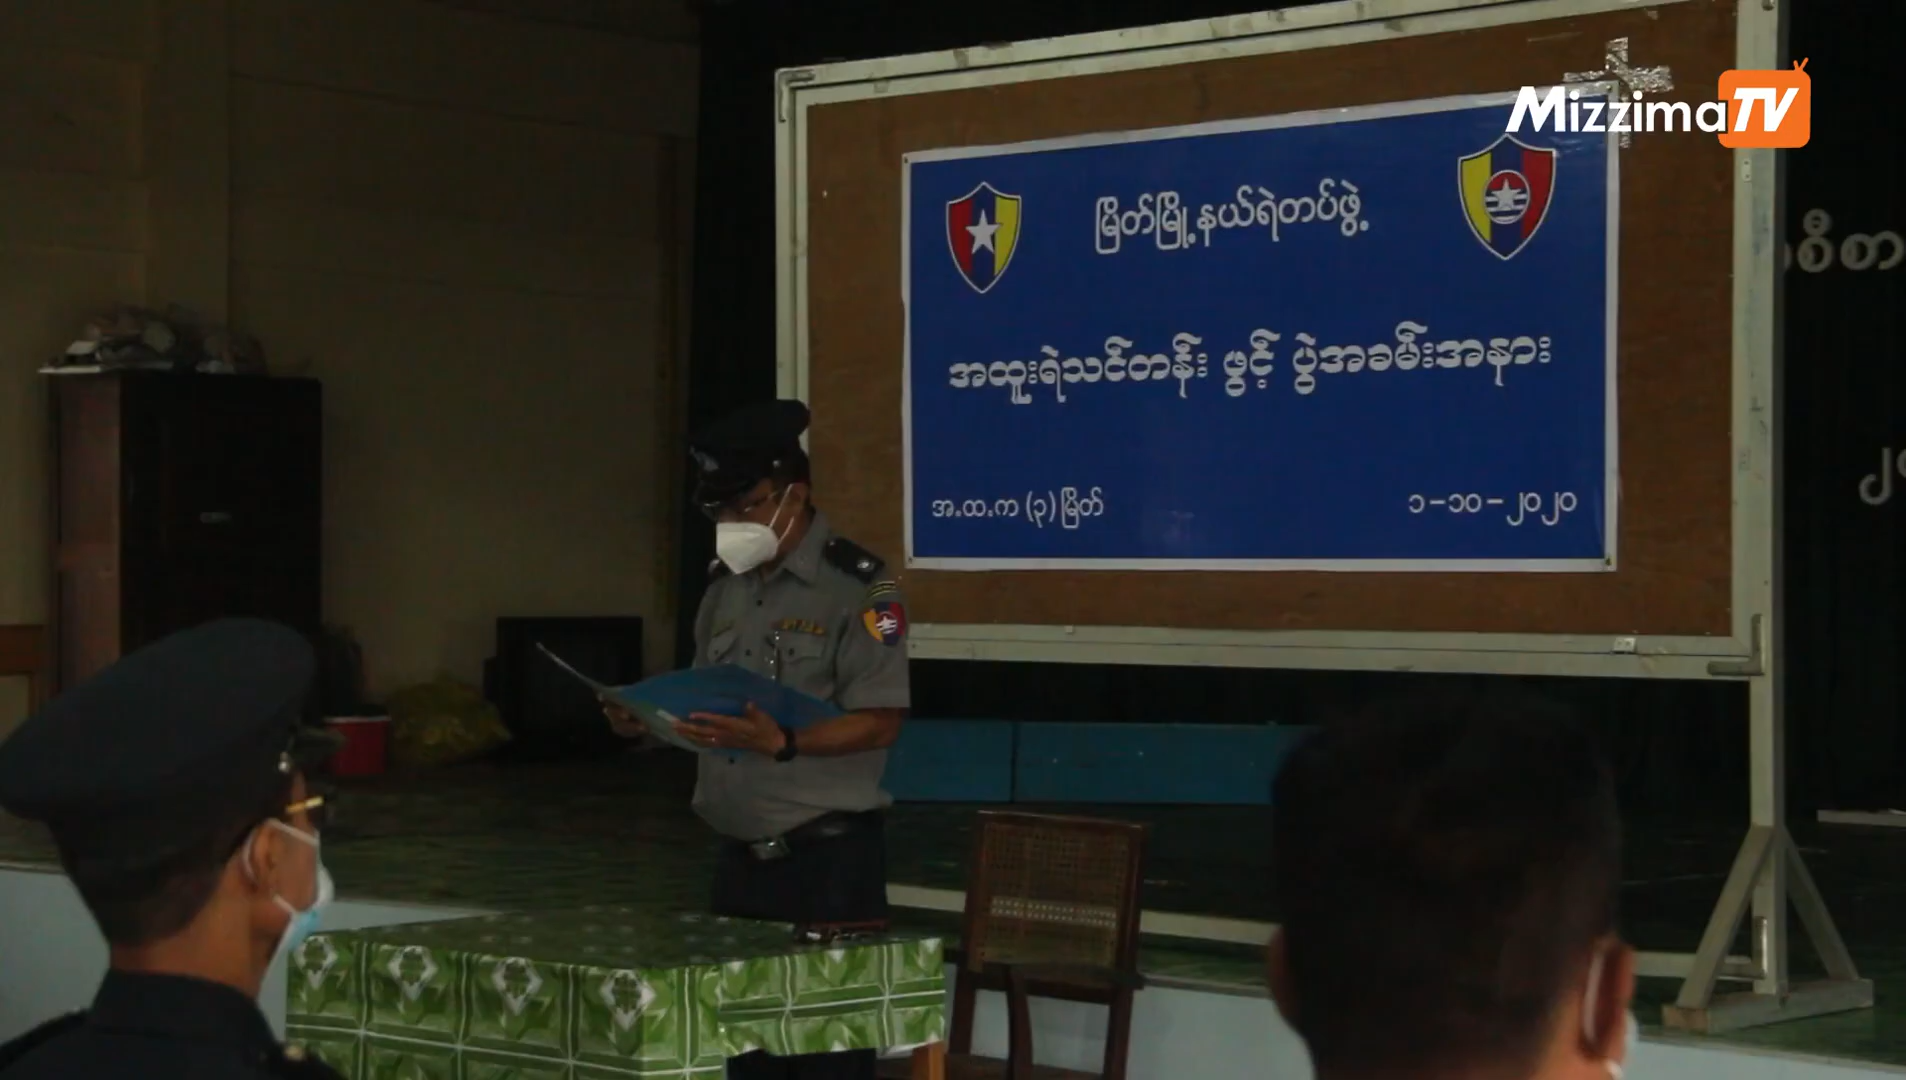 MizzimaTV
မြိတ်မြို့နယ်ရဲတပ်ဖွဲ့
အထူးရဲသင်တန်း ဖွင့် ပွဲအခမ်းအနား
အ.ထ.က (၃) မြိတ်
၁-၁၀-၂၀၂၀